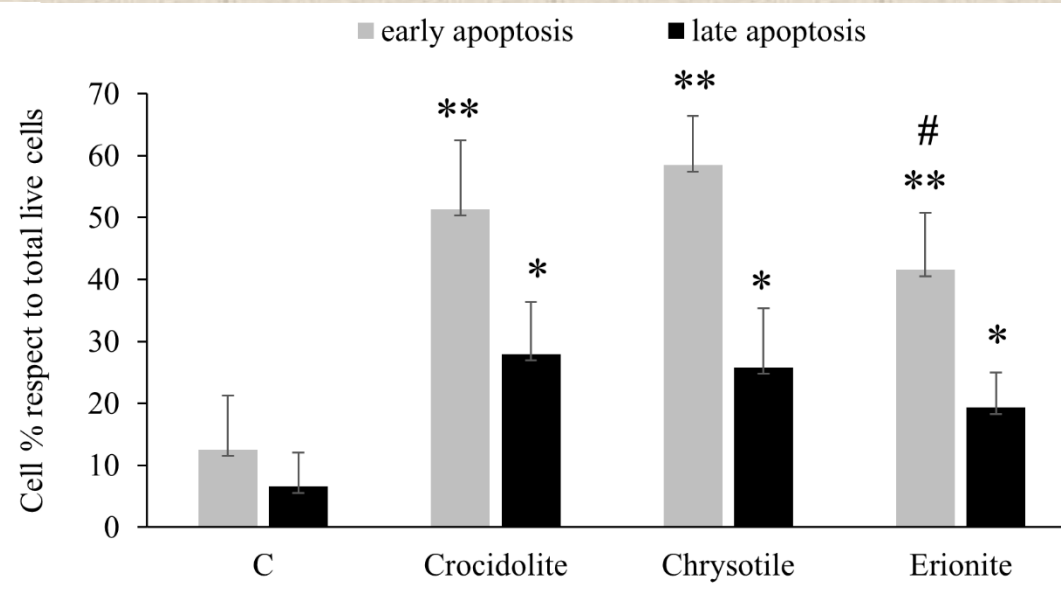 early apoptosis late apoptosis
Cell % respect to total live cells
70
60
50
40
30
20
10
0
** ** # **
* * *
C Crocidolite Chrysotile Erionite